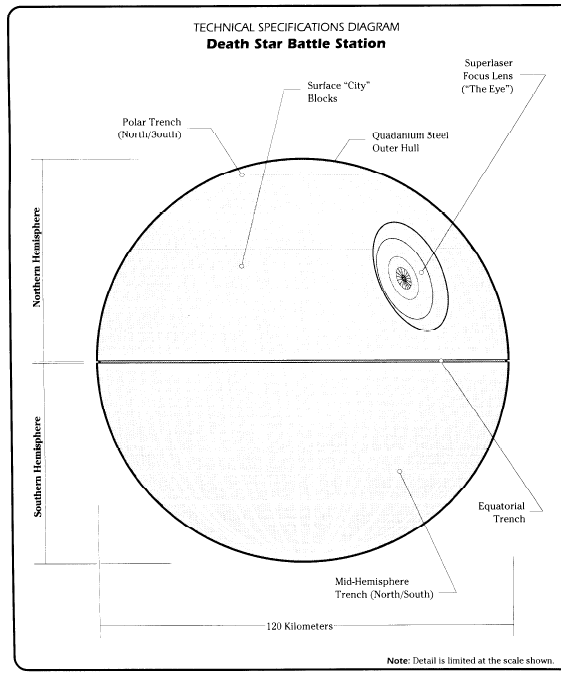 TECHNICAL SPECIFICATIONS DIAGRAM
Death Star Battle Station
Superlaser
Focus Lens
("The Eye")
Surface "City"
Blocks
Polar Trench
(North/South)
Quadanium Steel
Outer Hull
Northern Hemisphere
Southern Hemisphere
Equatorial
Trench
Mid-Hemisphere
Trench (North/South)
120 Kilometers
Note: Detail is limited at the scale shown.